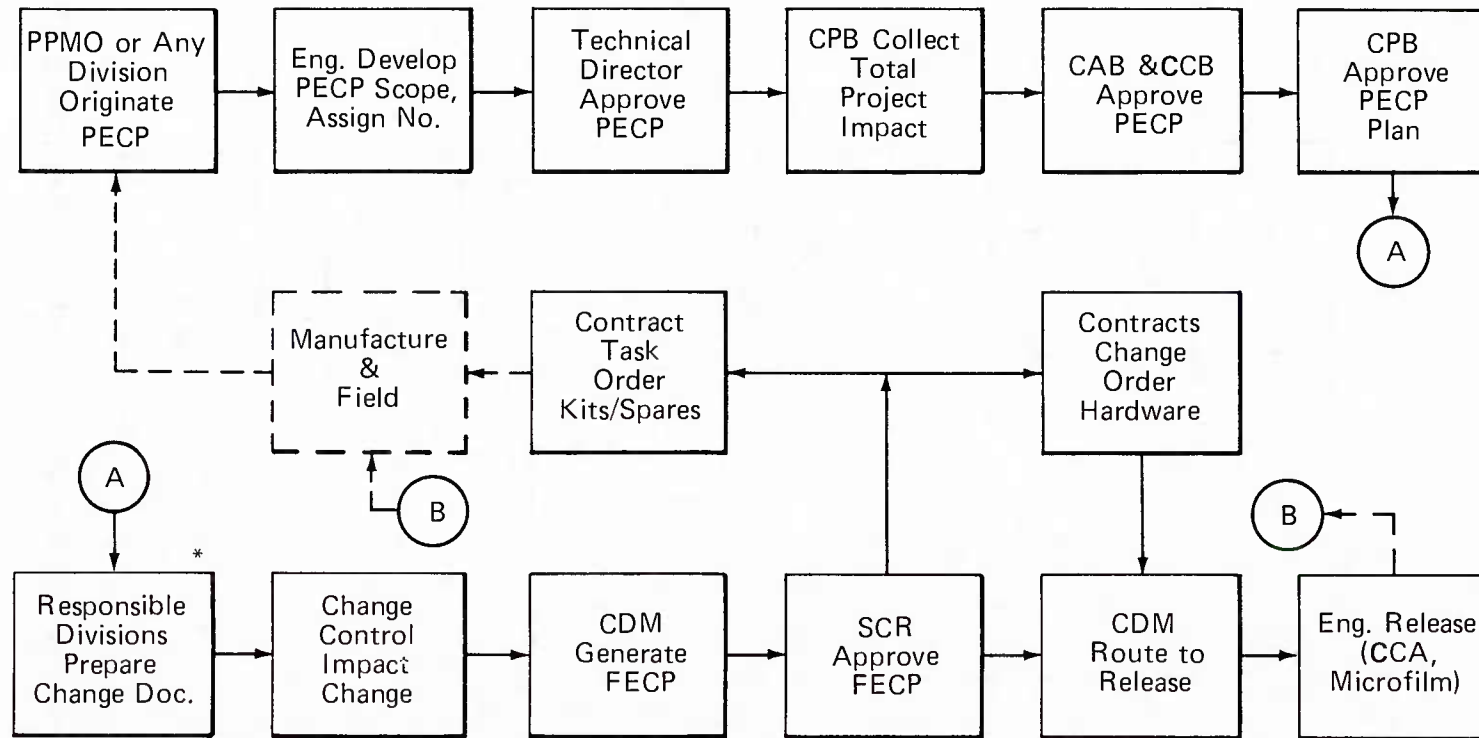 PPMO or Any
Division
Originate
PECP
Eng. Develop
PECP Scope,
Assign No.
Technical
Director
Approve
PECP
CPB Collect
Total
Project
Impact
CAB &CCB
Approve
PECP
CPB
Approve
PECP
Plan
A
Manufacture
&
Field
Contract
Task
Order
Kits/Spares
Contracts
Change
Order
Hardware
A
B
B
*
Responsible
Divisions
Prepare
Change Doc.
Change
Control
Impact
Change
CDM
Generate
FECP
SCR
Approve
FECP
CDM
Route to
Release
Eng. Release
(CCA,
Microfilm)